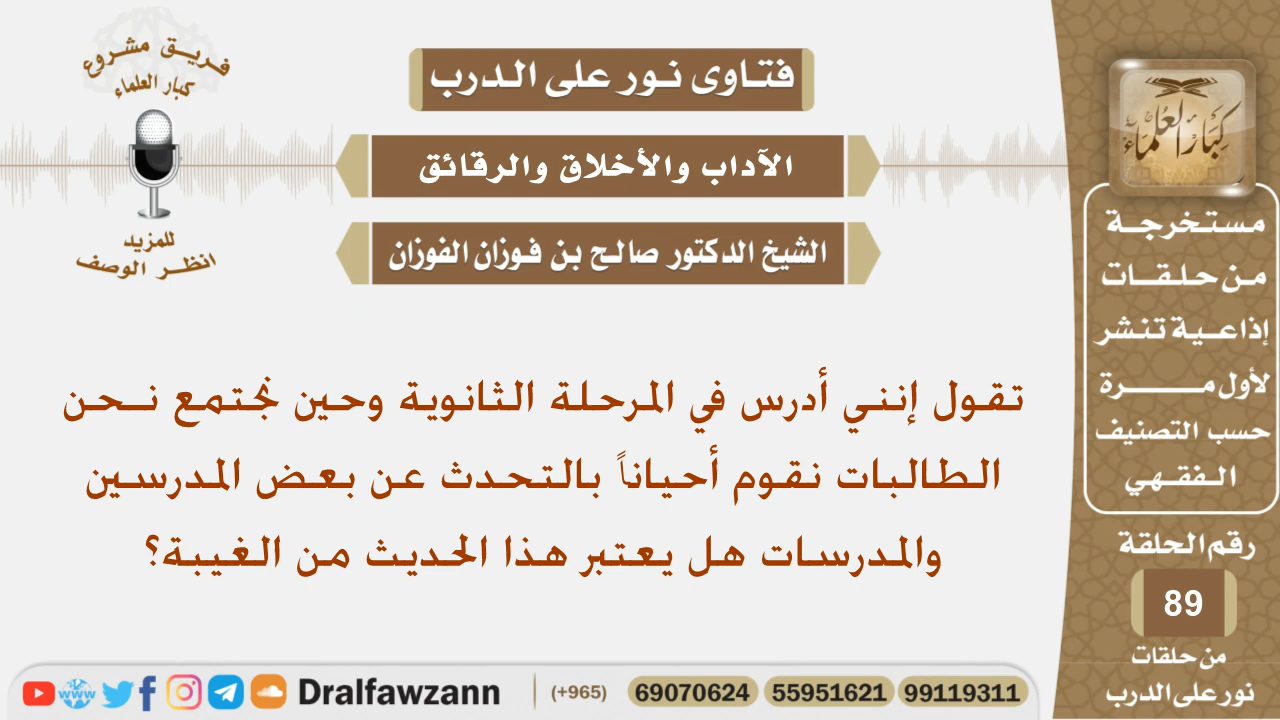 فريق مشروع
كبار العلماء
للمزيد
انظر الوصف
فتاوى نور على الدرب
الآداب والأخلاق والرقائق
الشيخ الدكتور صالح بن فوزان الفوزان
تقول إنني أدرس في المرحلة الثانوية وحين نجتمع نحن
الطالبات نقوم أحياناً بالتحدث عن بعض المدرسين
والمدرسات هل يعتبر هذا الحديث من الغيبة؟
كبار العلماء
مستخرجة
من حلقات
إذاعية تنشر
لأول مرة
حسب التصنيف
الفقهي
رقم الحلقة
89
من حلقات
نور على الدرب
www Dralfawzann (+965) 69070624 55951621 99119311